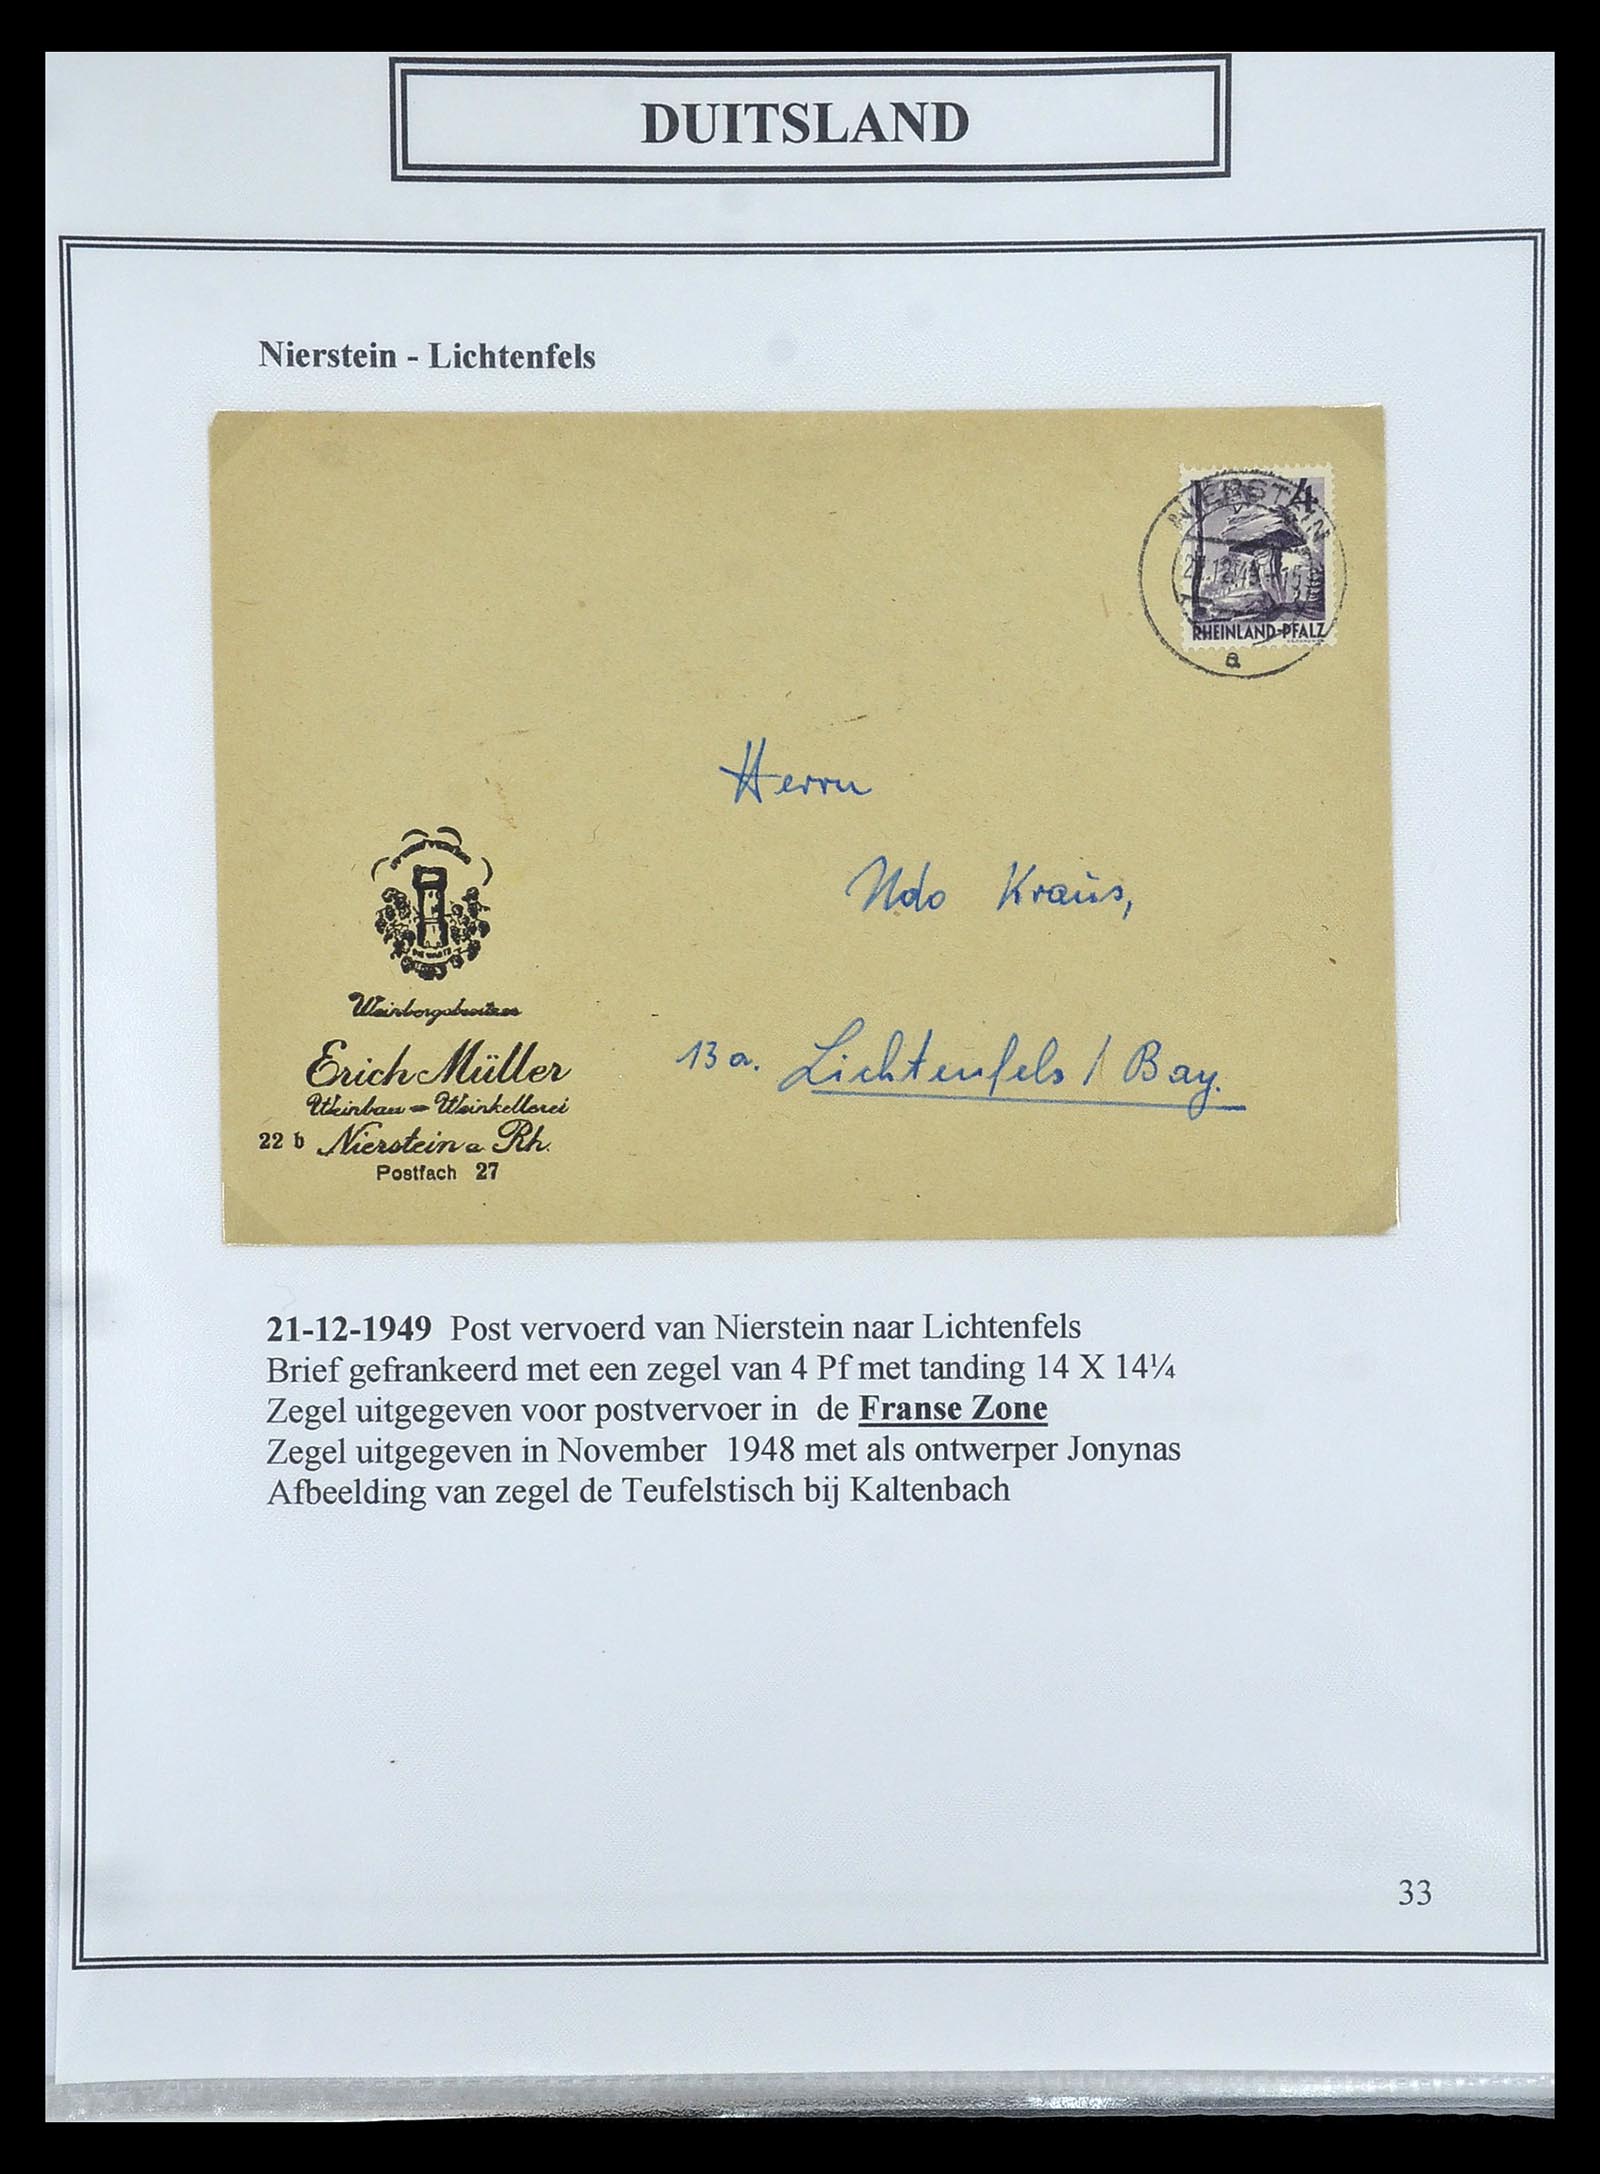 DUITSLAND
Nierstein - Lichtenfels
NIERSTEIN
4
RHEINLAND-PFALZ
a
Herrn
Udo Kraus,
13a. Lichtenfels / Bay.
Weinbergsbesitzer
Erich Müller
Weinbau - Weinkellerei
22 b Nierstein a. Rh.
Postfach 27
21-12-1949 Post vervoerd van Nierstein naar Lichtenfels
Brief gefrankeerd met een zegel van 4 Pf met tanding 14 X 14¼
Zegel uitgegeven voor postvervoer in de Franse Zone
Zegel uitgegeven in November 1948 met als ontwerper Jonynas
Afbeelding van zegel de Teufelstisch bij Kaltenbach
33